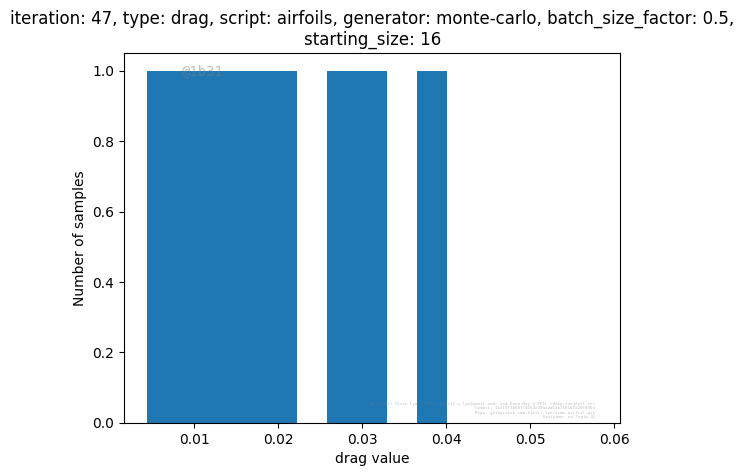 iteration: 47, type: drag, script: airfoils, generator: monte-carlo, batch_size_factor: 0.5,
starting_size: 16
@1b31
1.0
0.8
0.6
0.4
0.2
0.0
Number of samples
0.01
0.02
0.03
0.04
0.05
0.06
drag value